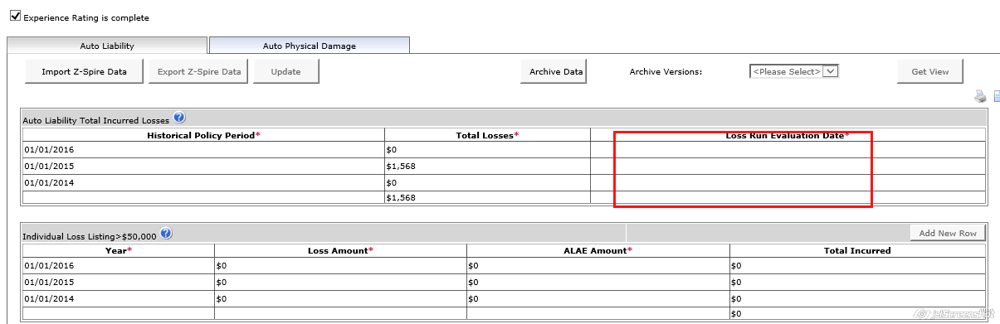 Experience Rating is complete
Auto Liability Auto Physical Damage
Import Z-Spire Data Export Z-Spire Data Update Archive Data Archive Versions: <Please Select> Get View
Auto Liability Total Incurred Losses ?
Historical Policy Period* Total Losses* Loss Run Evaluation Date*
01/01/2016 $0
01/01/2015 $1,568
01/01/2014 $0
$1,568
Individual Loss Listing>$50,000 ? Add New Row
Year* Loss Amount* ALAE Amount* Total Incurred
01/01/2016 $0 $0 $0
01/01/2015 $0 $0 $0
01/01/2014 $0 $0 $0
$0
jetScreenshot